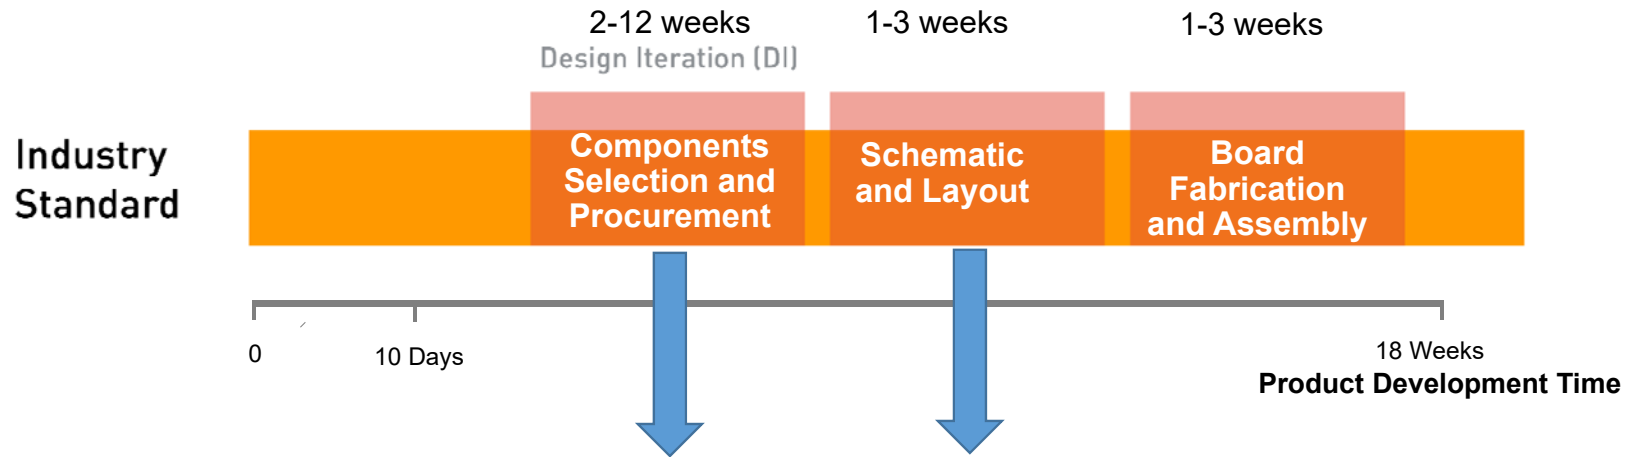 2-12 weeks
1-3 weeks
1-3 weeks
Design Iteration (DI)
Industry
Standard
Components
Selection and
Procurement
Schematic
and Layout
Board
Fabrication
and Assembly
0
10 Days
18 Weeks
Product Development Time